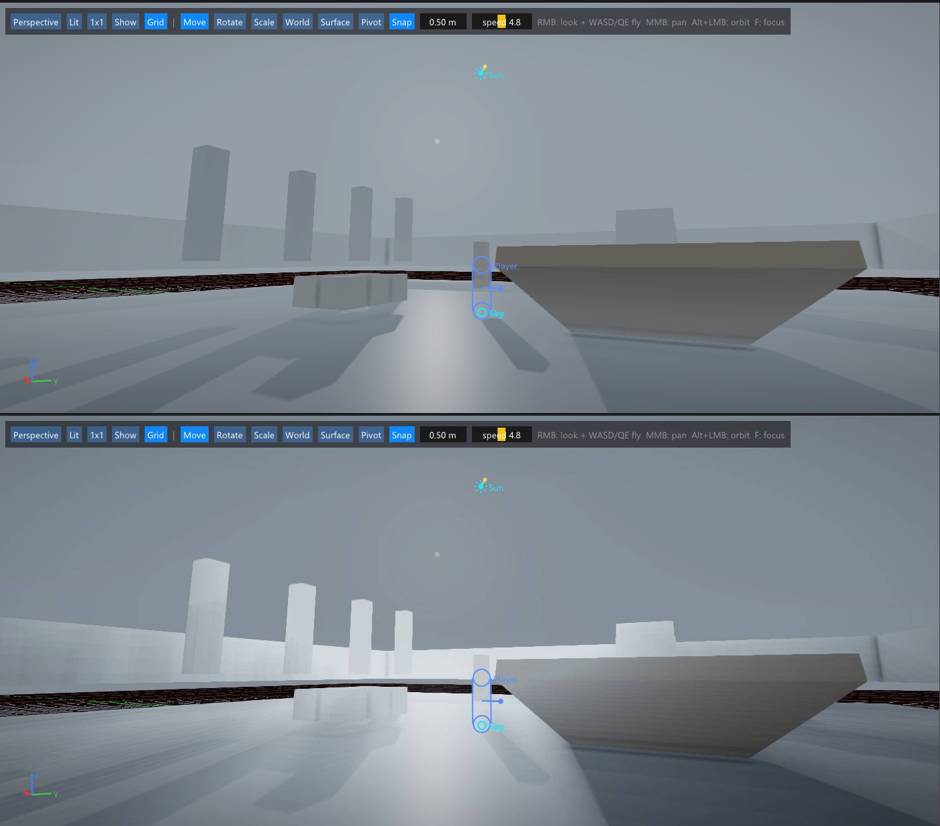 Perspective Lit 1x1 Show Grid | Move Rotate Scale World Surface Pivot Snap 0.50 m speed 4.8 RMB: look + WASD/QE fly MMB: pan Alt+LMB: orbit F: focus
Sun
Player
y
Perspective Lit 1x1 Show Grid | Move Rotate Scale World Surface Pivot Snap 0.50 m speed 4.8 RMB: look + WASD/QE fly MMB: pan Alt+LMB: orbit F: focus
Sun
Player
y